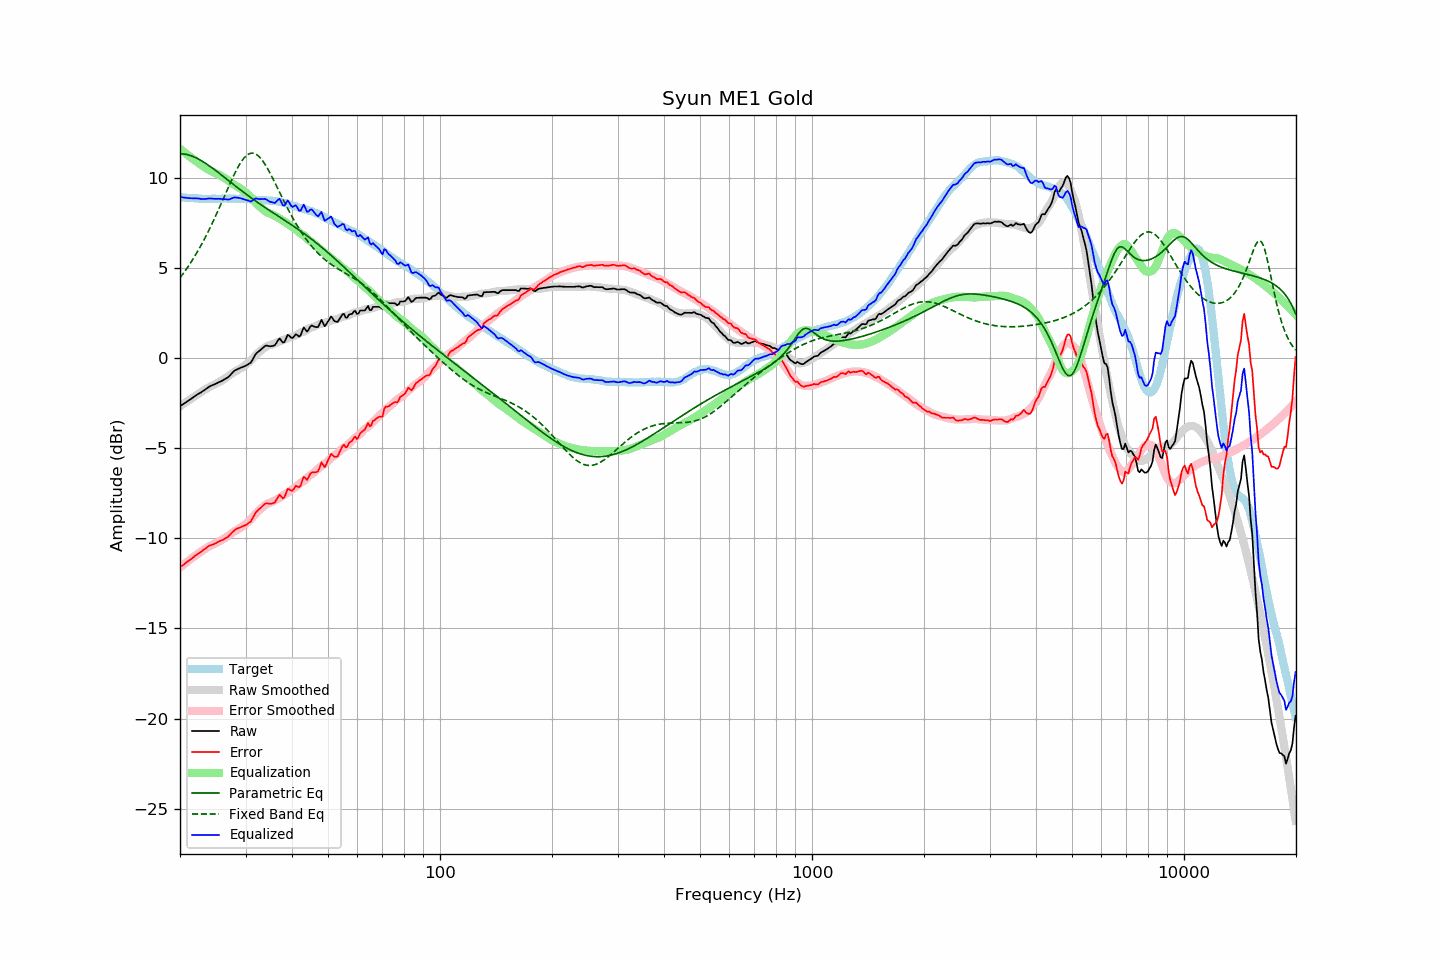 Syun ME1 Gold
Amplitude (dBr)
10
5
0
−5
−10
−15
−20
−25
Target
Raw Smoothed
Error Smoothed
Raw
Error
Equalization
Parametric Eq
Fixed Band Eq
Equalized
100
1000
10000
Frequency (Hz)